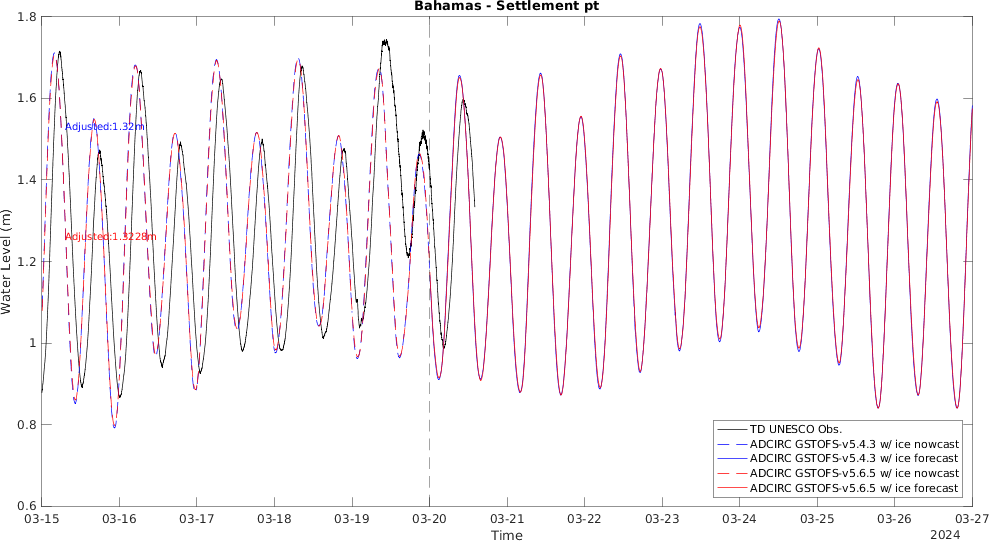 Bahamas - Settlement pt
1.8
1.6
1.4
1.2
1
0.8
0.6
Water Level (m)
Adjusted:1.32m
Adjusted:1.3228m
TD UNESCO Obs.
ADCIRC GSTOFS-v5.4.3 w/ ice nowcast
ADCIRC GSTOFS-v5.4.3 w/ ice forecast
ADCIRC GSTOFS-v5.6.5 w/ ice nowcast
ADCIRC GSTOFS-v5.6.5 w/ ice forecast
03-15 03-16 03-17 03-18 03-19 03-20 03-21 03-22 03-23 03-24 03-25 03-26 03-27
Time
2024